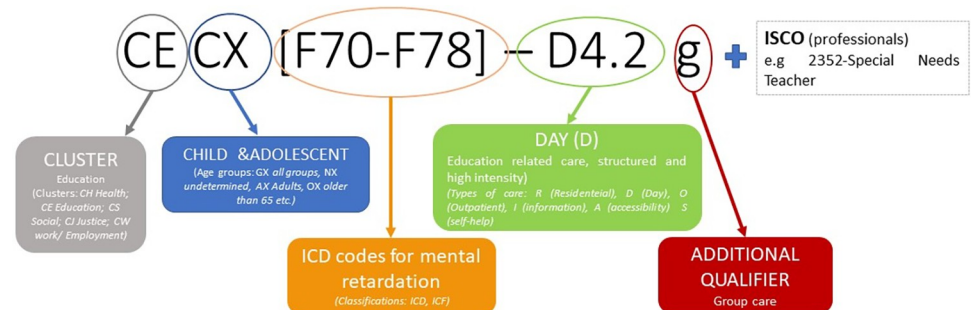 CE CX [F70-F78] – D4.2 g
ISCO (professionals)
e.g 2352-Special Needs
Teacher
CLUSTER
Education
(Clusters: CH Health;
CE Education; CS
Social; CJ Justice; CW
work/ Employment)
CHILD &ADOLESCENT
(Age groups: GX all groups, NX
undetermined, AX Adults, OX older
than 65 etc.)
DAY (D)
Education related care, structured and
high intensity)
(Types of care: R (Residenteial), D (Day), O
(Outpatient), I (information), A (accessibility) S
(self-help)
ICD codes for mental
retardation
(Classifications: ICD, ICF)
ADDITIONAL
QUALIFIER
Group care